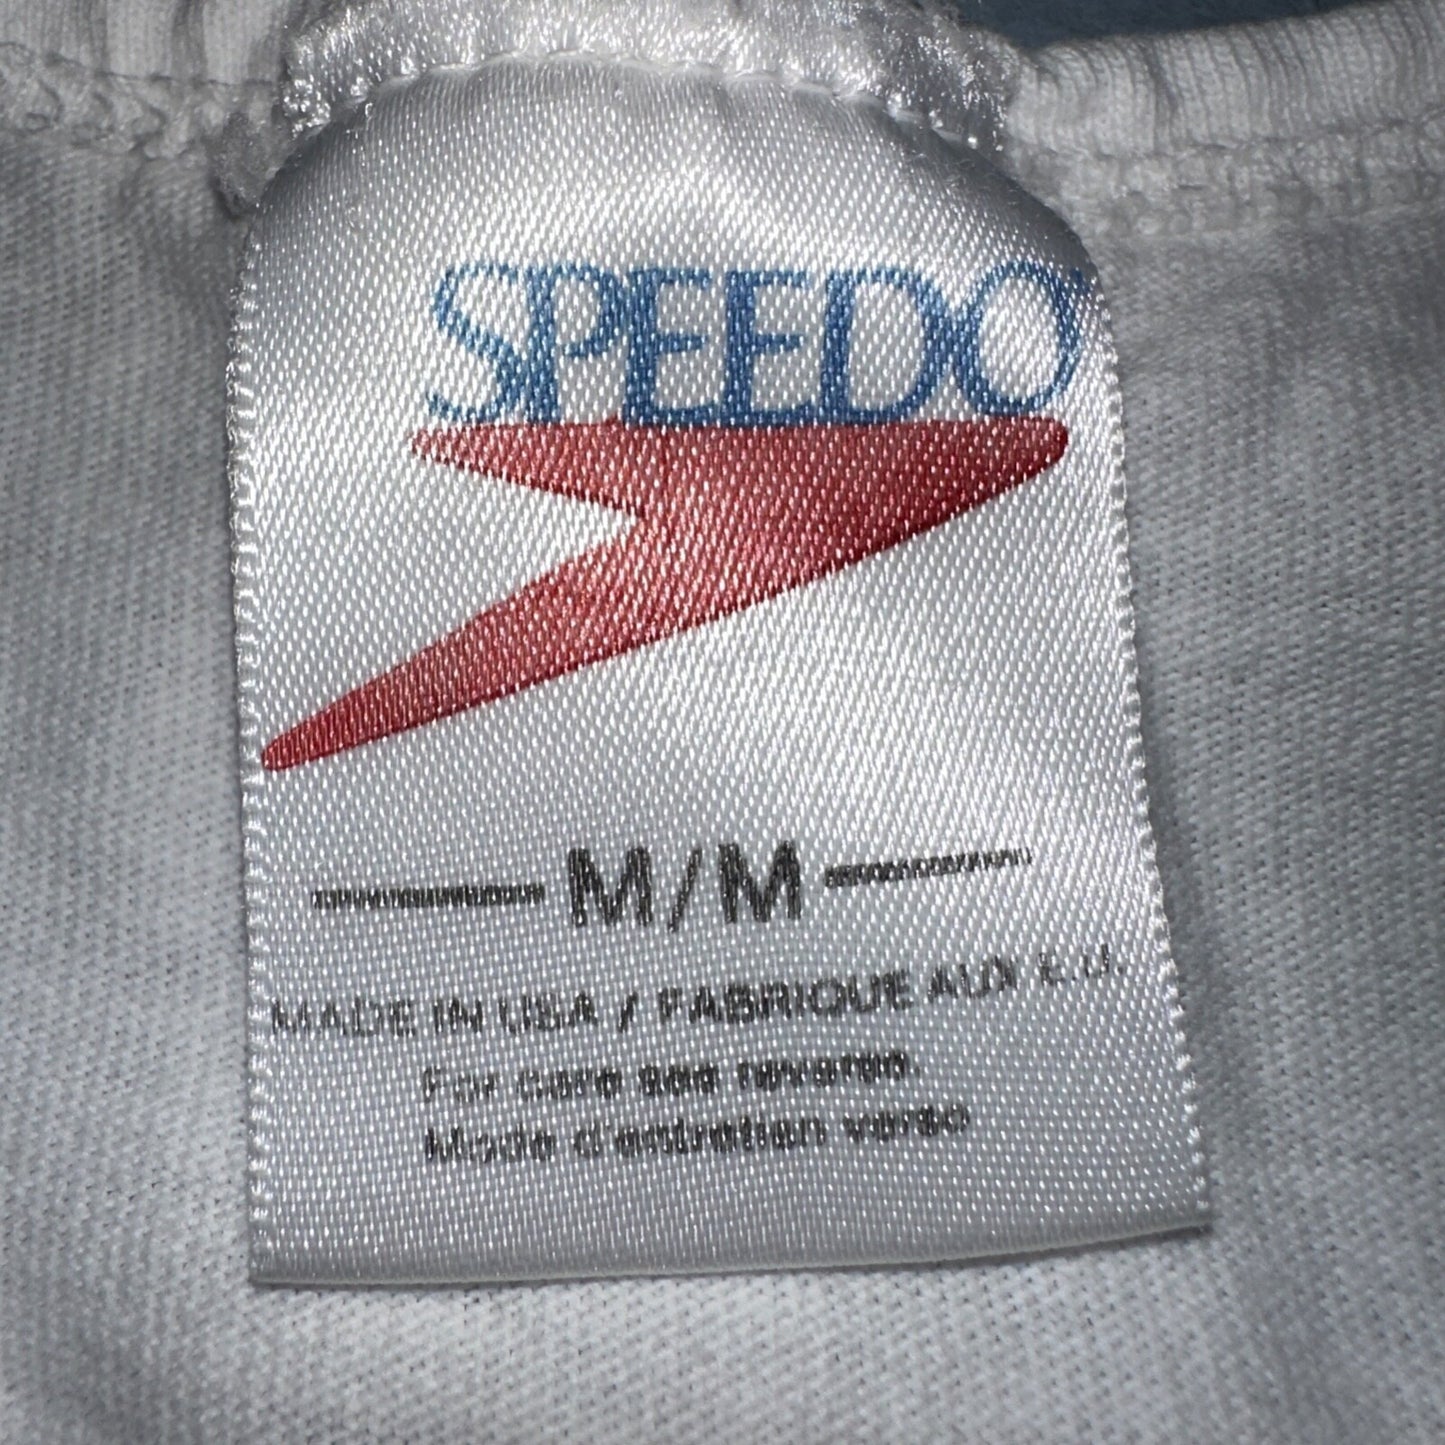 SPEEDO
M/M
MADE IN USA / FABRIQUE AUX E.U.
For care see reverse.
Mode d'entretien verso